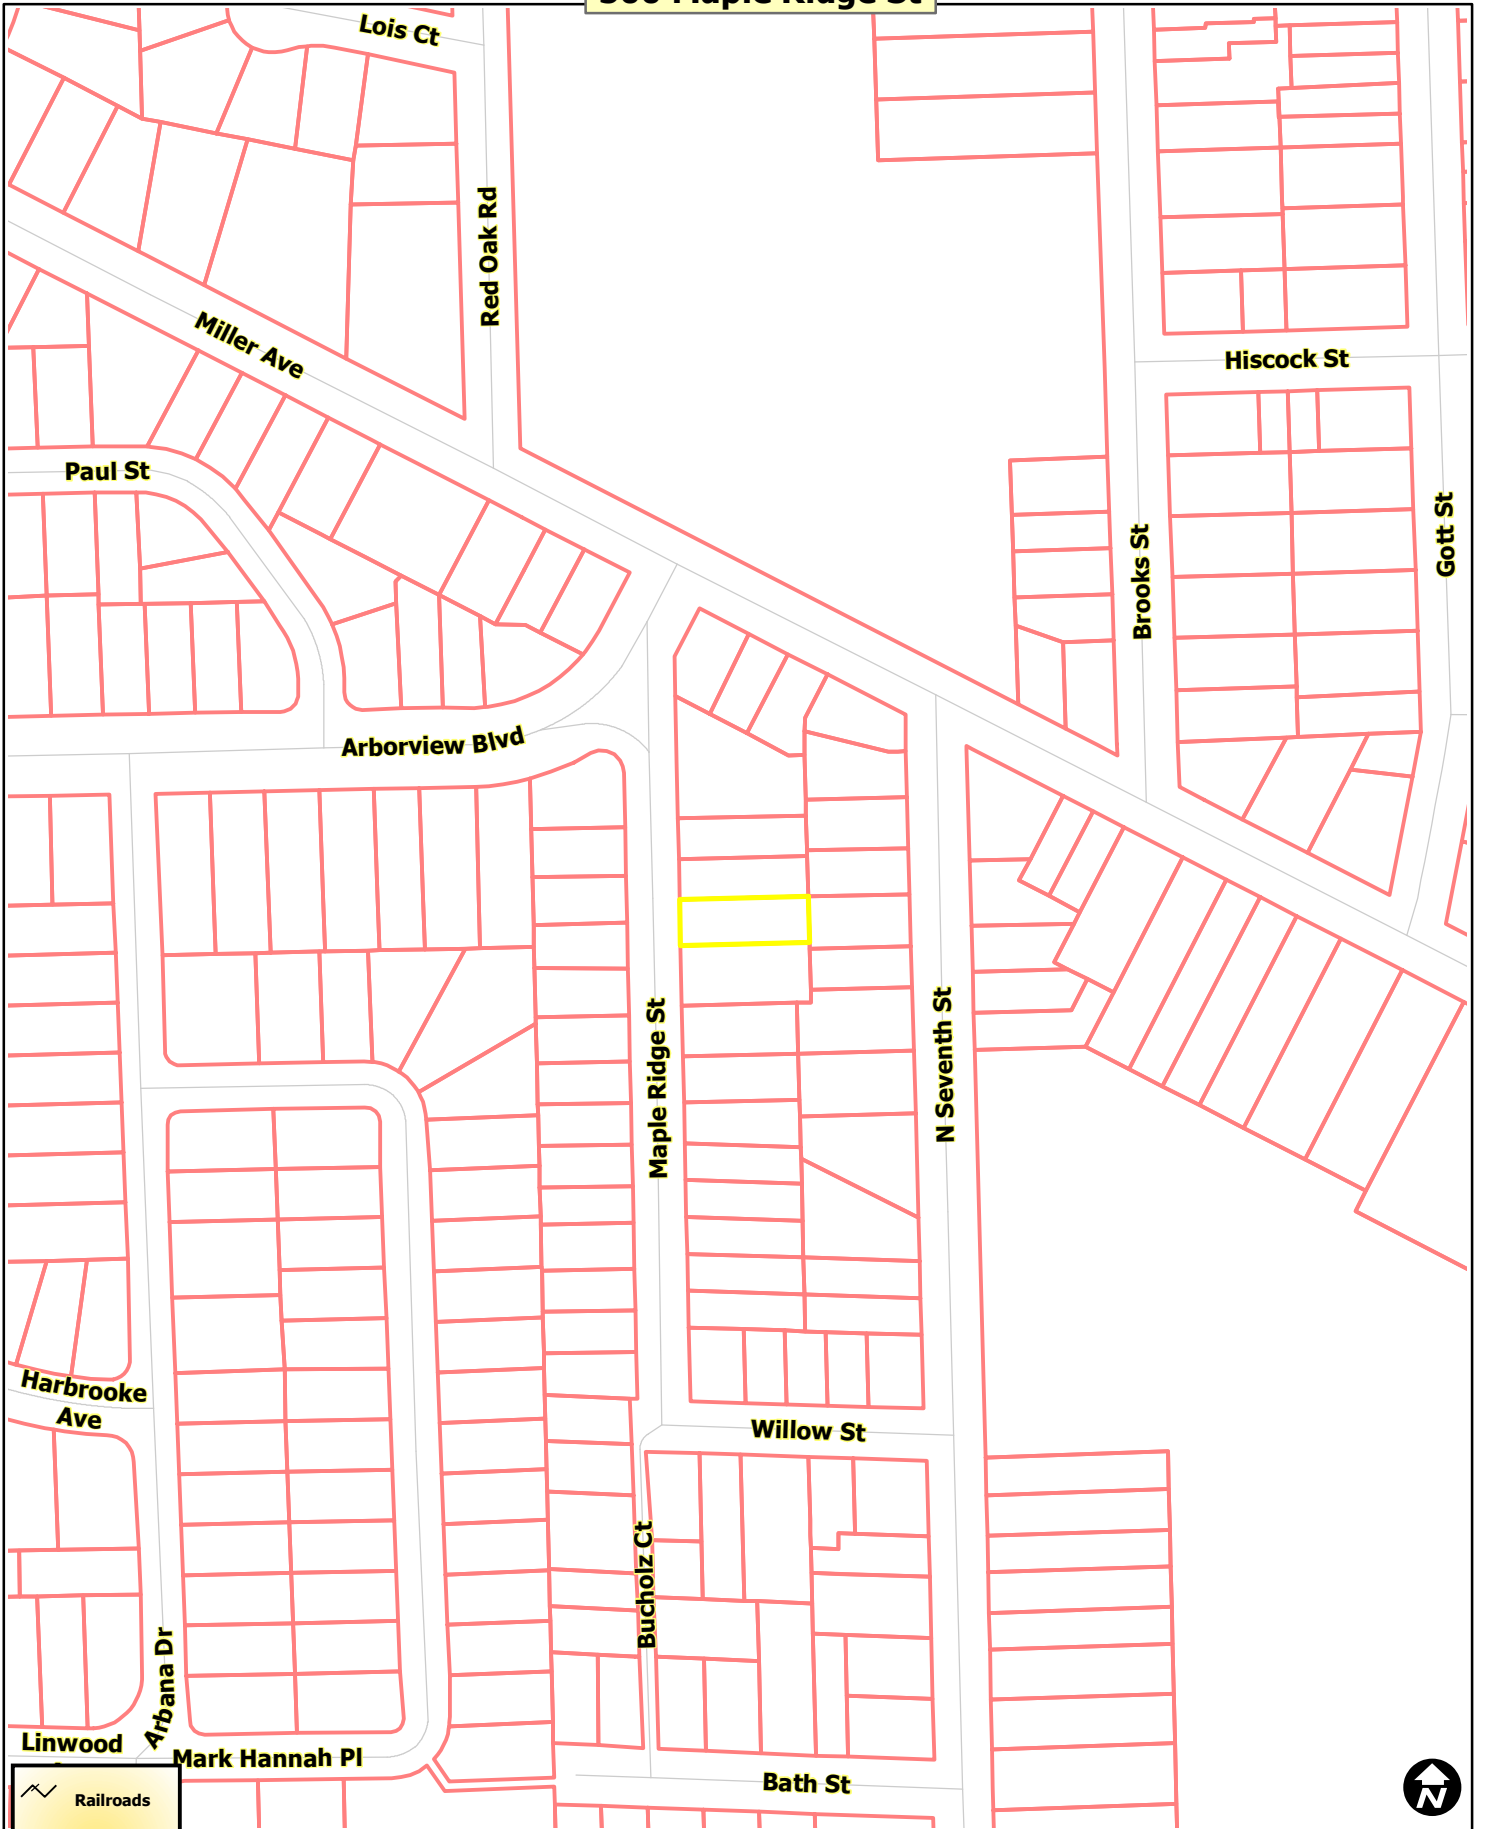 Lois Ct
Red Oak Rd
Miller Ave
Hiscock St
Paul St
Gott St
Brooks St
Arborview Blvd
Maple Ridge St
N Seventh St
Harbrooke
Ave
Willow St
Bucholz Ct
Arbana Dr
Linwood
Mark Hannah Pl
Bath St
Railroads
N